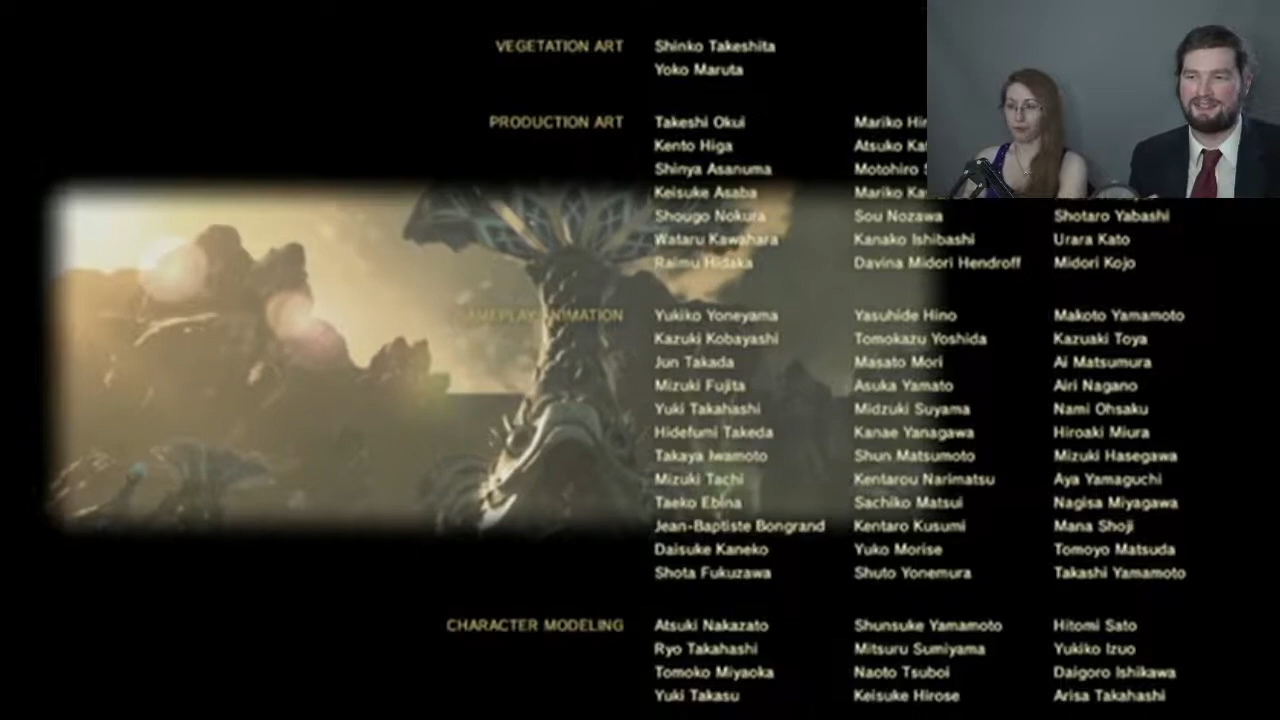 VEGETATION ART Shinko Takeshita
Yoko Maruta
PRODUCTION ART Takeshi Okui Mariko
Kento Higa Atsuko
Shinya Asanuma Motohiro
Keisuke Asaba Mariko
Shougo Nokura Sou Nozawa Shotaro Yabashi
Wataru Kawahara Kanako Ishibashi Urara Kato
Raimu Hidaka Davina Midori Hendroff Midori Kojo
GAMEPLAY ANIMATION Yukiko Yoneyama Yasuhide Hino Makoto Yamamoto
Kazuki Kobayashi Tomokazu Yoshida Kazuaki Toya
Jun Takada Masato Mori Ai Matsumura
Mizuki Fujita Asuka Yamato Airi Nagano
Yuki Takahashi Midzuki Suyama Nami Ohsaku
Hidefumi Takeda Kanae Yanagawa Hiroaki Miura
Takaya Iwamoto Shun Matsumoto Mizuki Hasegawa
Mizuki Tachi Kentarou Narimatsu Aya Yamaguchi
Taeko Ebina Sachiko Matsui Nagisa Miyagawa
Jean-Baptiste Bongrand Kentaro Kusumi Mana Shoji
Daisuke Kaneko Yuko Morise Tomoyo Matsuda
Shota Fukuzawa Shuto Yonemura Takashi Yamamoto
CHARACTER MODELING Atsuki Nakazato Shunsuke Yamamoto Hitomi Sato
Ryo Takahashi Mitsuru Sumiyama Yukiko Izuo
Tomoko Miyaoka Naoto Tsuboi Daigoro Ishikawa
Yuki Takasu Keisuke Hirose Arisa Takahashi